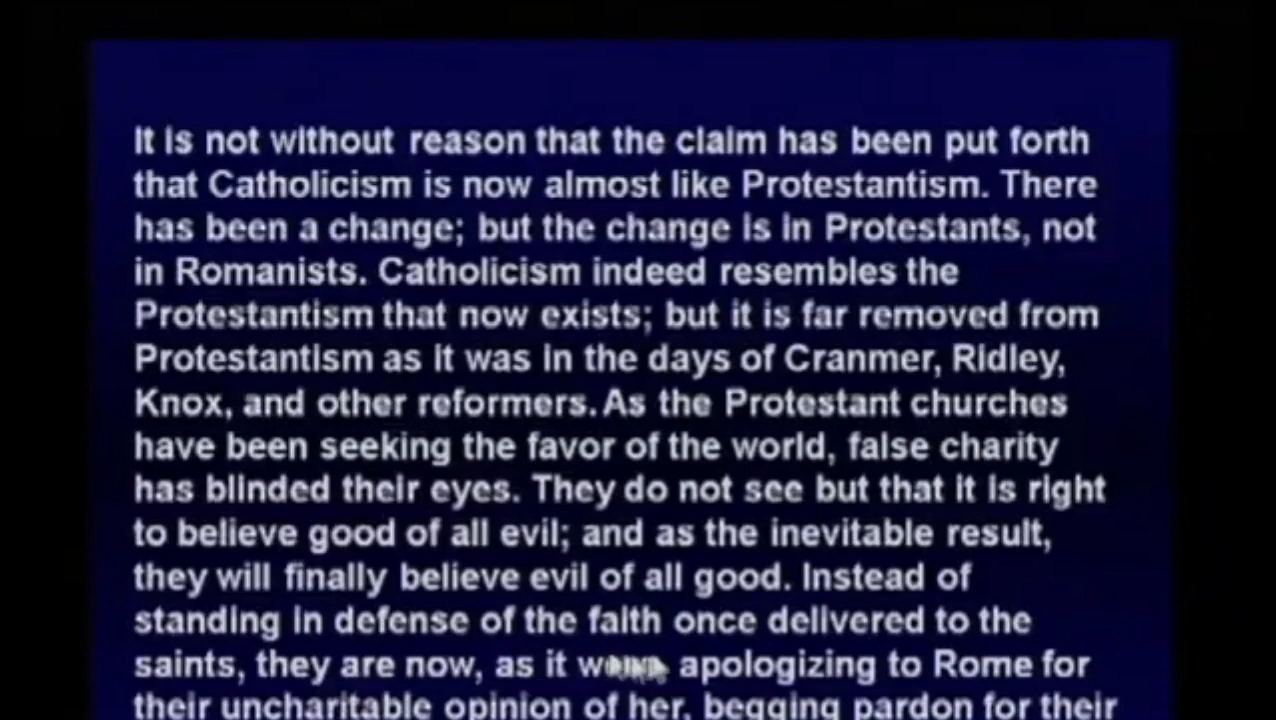 It is not without reason that the claim has been put forth
that Catholicism is now almost like Protestantism. There
has been a change; but the change is in Protestants, not
in Romanists. Catholicism indeed resembles the
Protestantism that now exists; but it is far removed from
Protestantism as it was in the days of Cranmer, Ridley,
Knox, and other reformers. As the Protestant churches
have been seeking the favor of the world, false charity
has blinded their eyes. They do not see but that it is right
to believe good of all evil; and as the inevitable result,
they will finally believe evil of all good. Instead of
standing in defense of the faith once delivered to the
saints, they are now, as it were, apologizing to Rome for
their uncharitable opinion of her, begging pardon for their